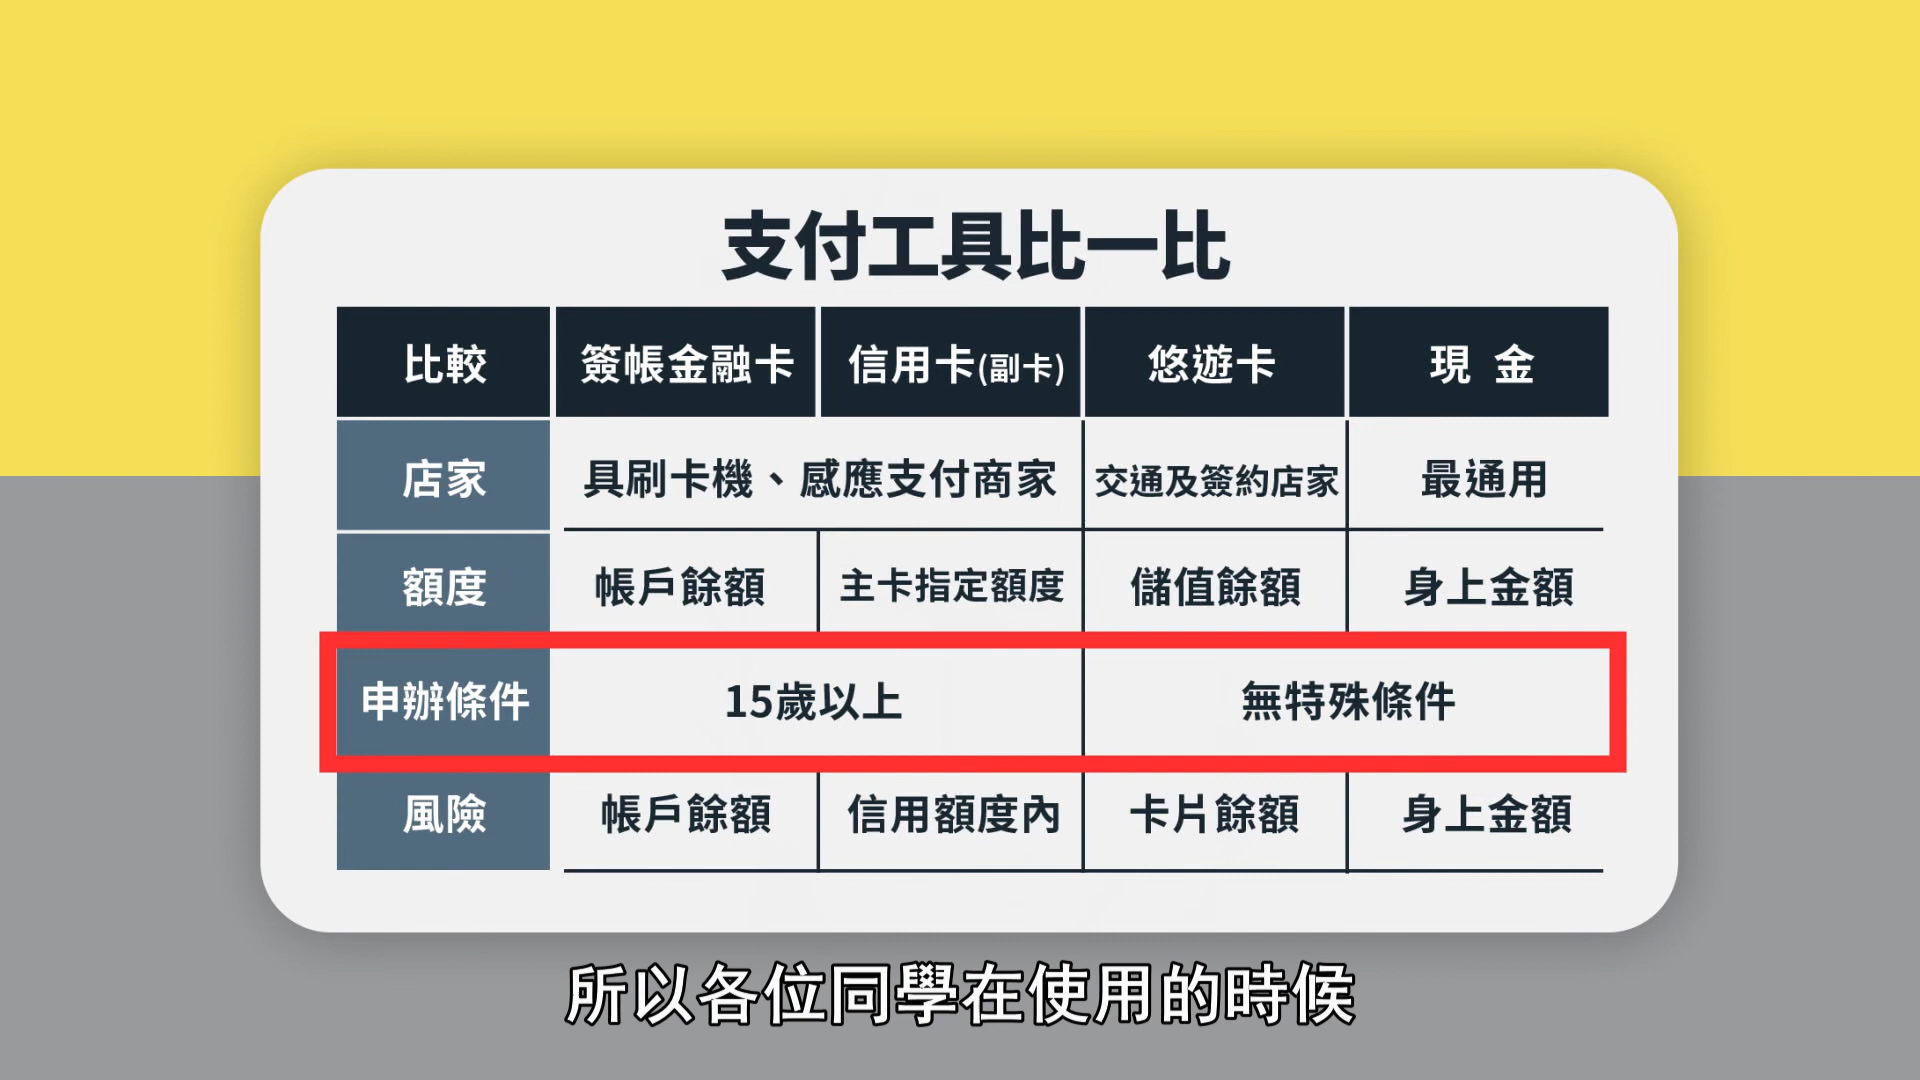 支付工具比一比
比較 簽帳金融卡 信用卡(副卡) 悠遊卡 現 金
店家 具刷卡機、感應支付商家 交通及簽約店家 最通用
額度 帳戶餘額 主卡指定額度 儲值餘額 身上金額
申辦條件 15歲以上 無特殊條件
風險 帳戶餘額 信用額度內 卡片餘額 身上金額
所以各位同學在使用的時候